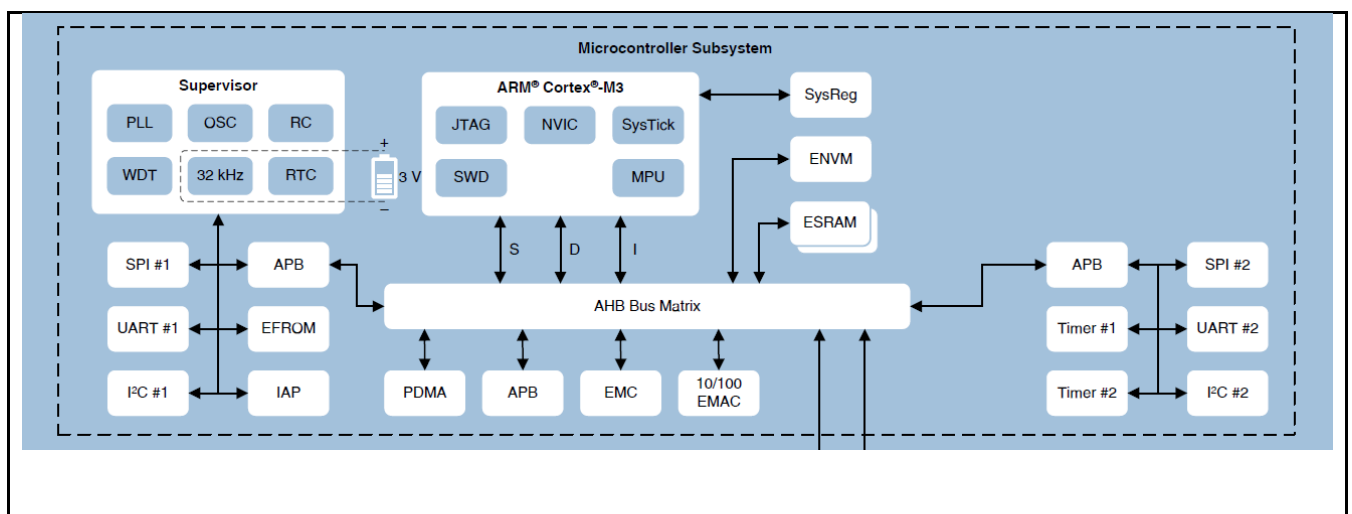 Microcontroller Subsystem
Supervisor
PLL
OSC
RC
WDT
32 kHz
RTC
+
3 V
–
ARM® Cortex®-M3
JTAG
NVIC
SysTick
SWD
MPU
SysReg
ENVM
ESRAM
S
D
I
SPI #1
APB
UART #1
EFROM
I²C #1
IAP
AHB Bus Matrix
PDMA
APB
EMC
10/100
EMAC
APB
SPI #2
Timer #1
UART #2
Timer #2
I²C #2